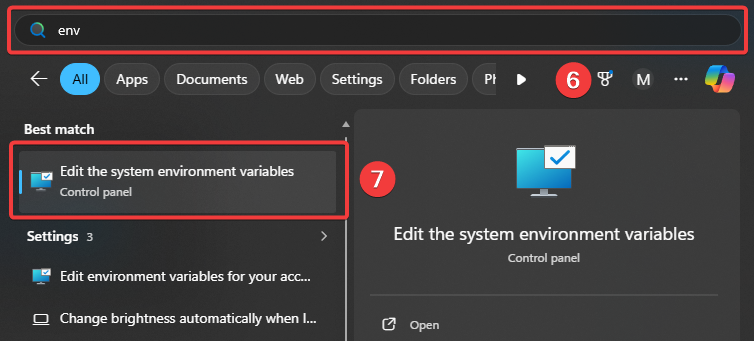 env
All Apps Documents Web Settings Folders Ph 6 M ...
Best match
Edit the system environment variables
Control panel
7
Settings 3
Edit environment variables for your acc...
Change brightness automatically when I...
Edit the system environment variables
Control panel
Open